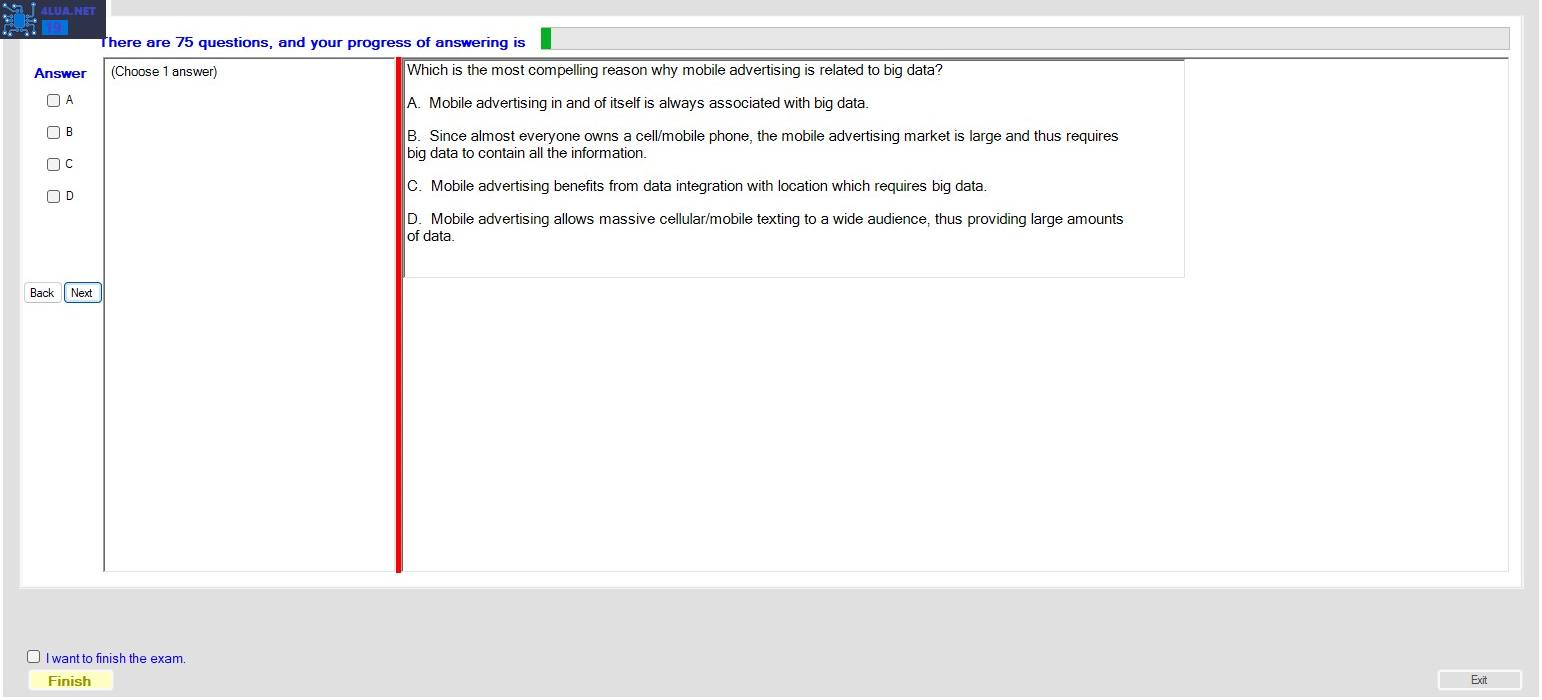 4LUA.NET
19
There are 75 questions, and your progress of answering is
Answer
(Choose 1 answer)
A
B
C
D
Back
Next
Which is the most compelling reason why mobile advertising is related to big data?
A. Mobile advertising in and of itself is always associated with big data.
B. Since almost everyone owns a cell/mobile phone, the mobile advertising market is large and thus requires
big data to contain all the information.
C. Mobile advertising benefits from data integration with location which requires big data.
D. Mobile advertising allows massive cellular/mobile texting to a wide audience, thus providing large amounts
of data.
I want to finish the exam.
Finish
Exit